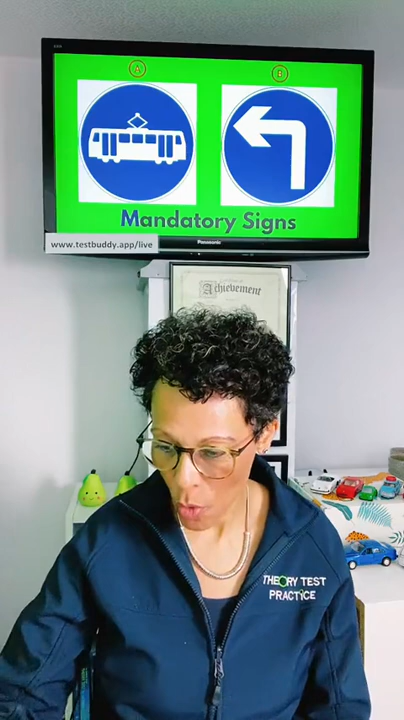 A
B
Mandatory Signs
www.testbuddy.app/live
Panasonic
Achievement
THEORY TEST
PRACTICE